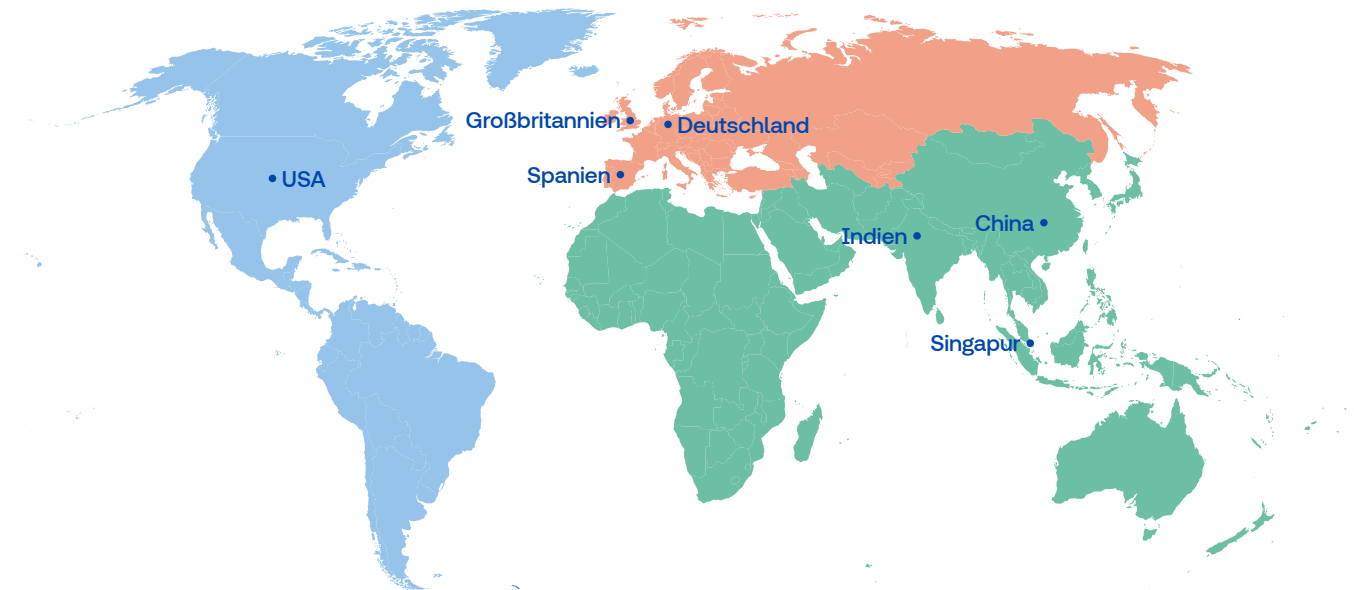 Großbritannien
Deutschland
USA
Spanien
China
Indien
Singapur